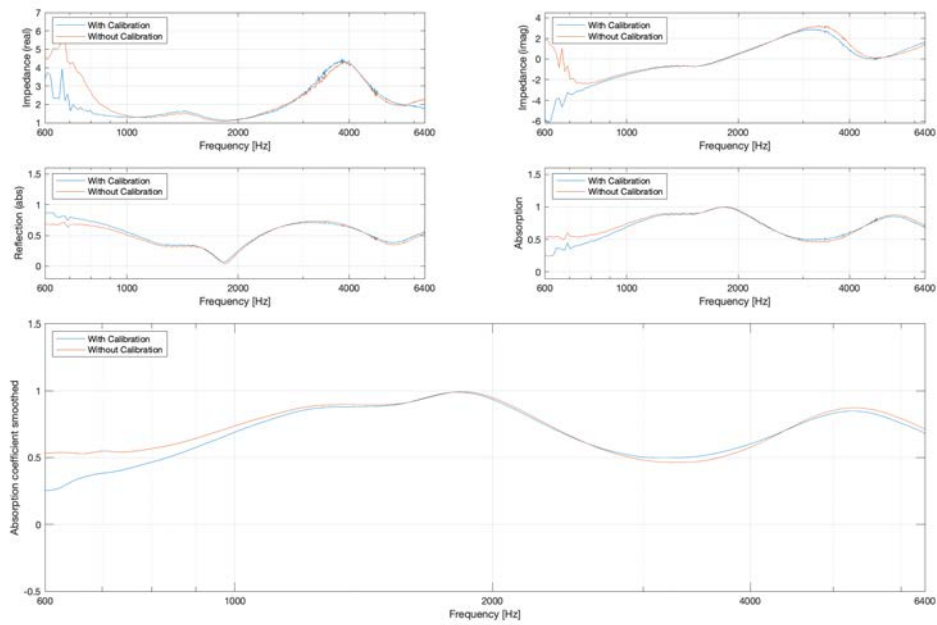 7
6
5
4
3
2
1
Impedance (real)
With Calibration
Without Calibration
600
1000
2000
4000
6400
Frequency [Hz]
4
2
0
-2
-4
-6
Impedance (imag)
With Calibration
Without Calibration
600
1000
2000
4000
6400
Frequency [Hz]
1.5
1
0.5
0
Reflection (abs)
With Calibration
Without Calibration
600
1000
2000
4000
6400
Frequency [Hz]
1.5
1
0.5
0
Absorption
With Calibration
Without Calibration
600
1000
2000
4000
6400
Frequency [Hz]
1.5
1
0.5
0
-0.5
Absorption coefficient smoothed
With Calibration
Without Calibration
600
1000
2000
4000
6400
Frequency [Hz]